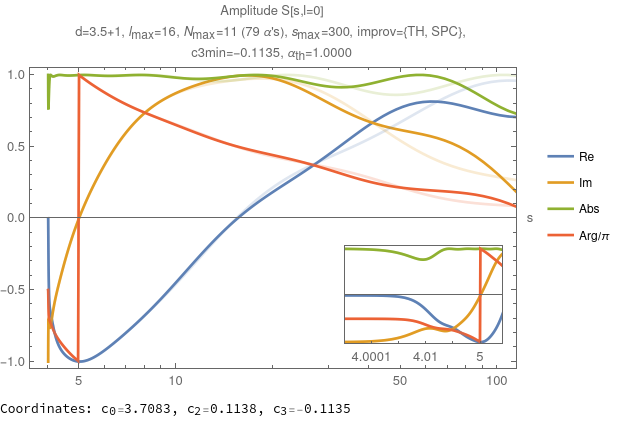 Amplitude S[s,l=0]
d=3.5+1, lmax=16, Nmax=11 (79 α's), smax=300, improv={TH, SPC},
c3min=−0.1135, αth=1.0000
1.0
0.5
0.0
−0.5
−1.0
5
10
50
100
s
Re
Im
Abs
Arg/π
4.0001
4.01
5
Coordinates: c0=3.7083, c2=0.1138, c3=−0.1135